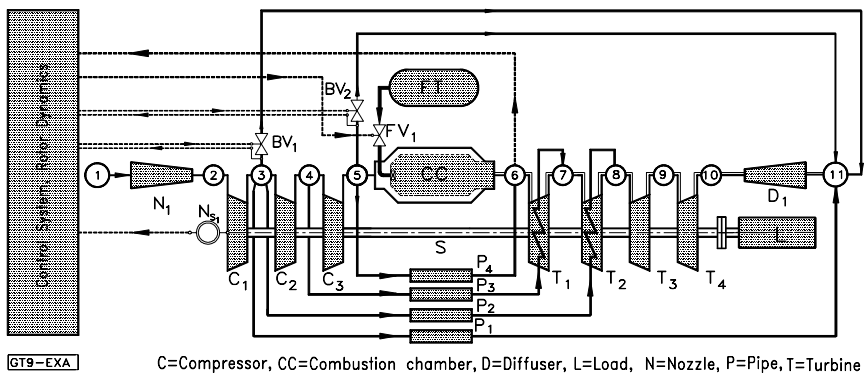 Control System, Rotor Dynamics
BV2
FT
FV1
BV1
CC
1
2
3
4
5
6
7
8
9
10
11
N1
D1
NS1
S
L
C1
C2
C3
T1
T2
T3
T4
P4
P3
P2
P1
GT9-EXA
C=Compressor, CC=Combustion chamber, D=Diffuser, L=Load, N=Nozzle, P=Pipe, T=Turbine